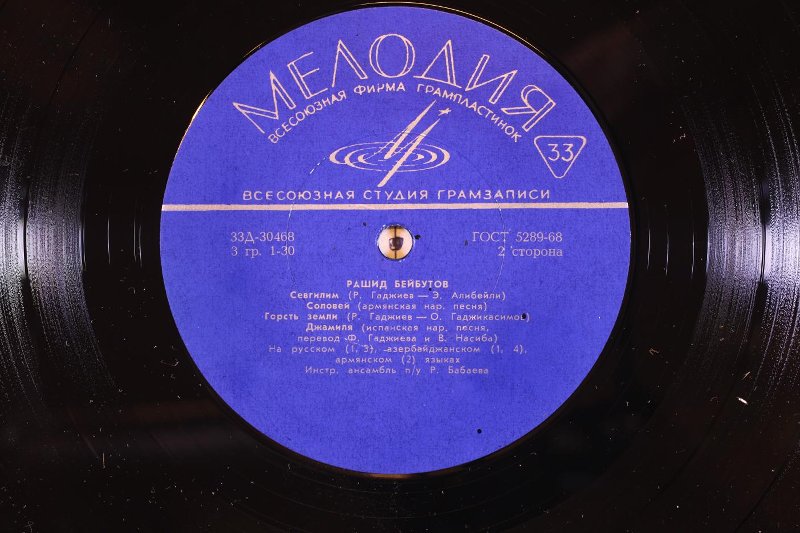 МЕЛОДИЯ
ВСЕСОЮЗНАЯ ФИРМА ГРАМПЛАСТИНОК
33
ВСЕСОЮЗНАЯ СТУДИЯ ГРАМЗАПИСИ
33Д-30468
3 гр. 1-30
ГОСТ 5289-68
2 сторона
РАШИД БЕЙБУТОВ
Севгилим (Р. Гаджиев — Э. Алибейли)
Соловей (армянская нар. песня)
Горсть земли (Р. Гаджиев — О. Гаджикасимов)
Джамиля (испанская нар. песня,
перевод Ф. Гаджиева и В. Насиба)
На русском (1, 3), азербайджанском (1, 4),
армянском (2) языках
Инстр. ансамбль п/у Р. Бабаева